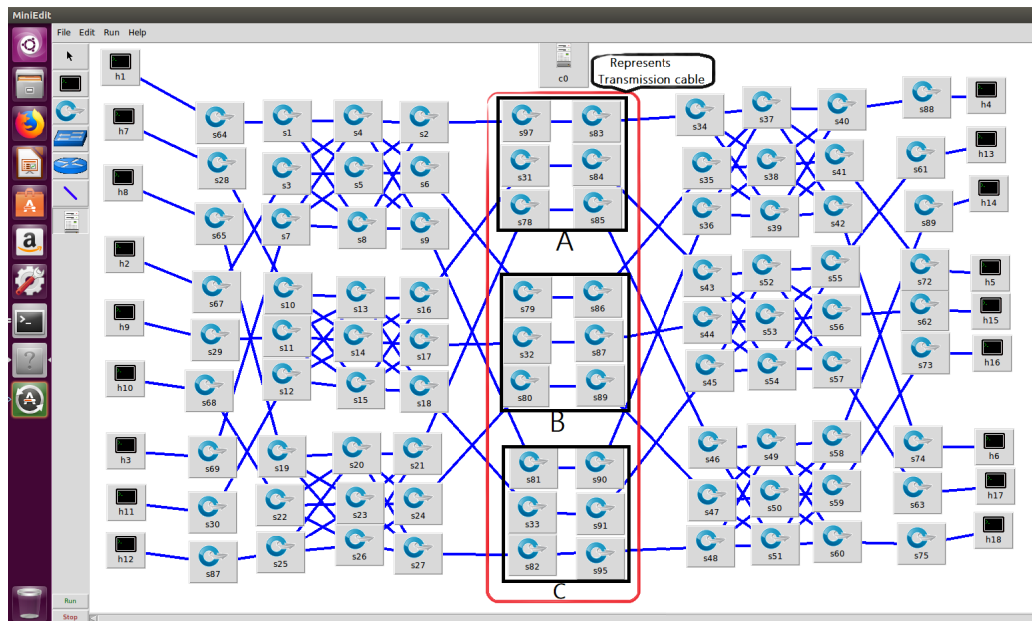 MiniEdit
File Edit Run Help
Represents
Transmission cable
c0
h1
h7
h8
h2
h9
h10
h3
h11
h12
s64
s28
s65
s67
s29
s68
s69
s30
s87
s1
s4
s2
s3
s5
s6
s7
s8
s9
s10
s13
s16
s11
s14
s17
s12
s15
s18
s19
s20
s21
s22
s23
s24
s25
s26
s27
s97
s83
s31
s84
s78
s85
A
s79
s86
s32
s87
s80
s89
B
s81
s90
s33
s91
s82
s95
C
s34
s37
s40
s35
s38
s41
s36
s39
s42
s43
s52
s55
s44
s53
s56
s45
s54
s57
s46
s49
s58
s47
s50
s59
s48
s51
s60
s88
s61
s89
s72
s62
s73
s74
s63
s75
h4
h13
h14
h5
h15
h16
h6
h17
h18
Run
Stop